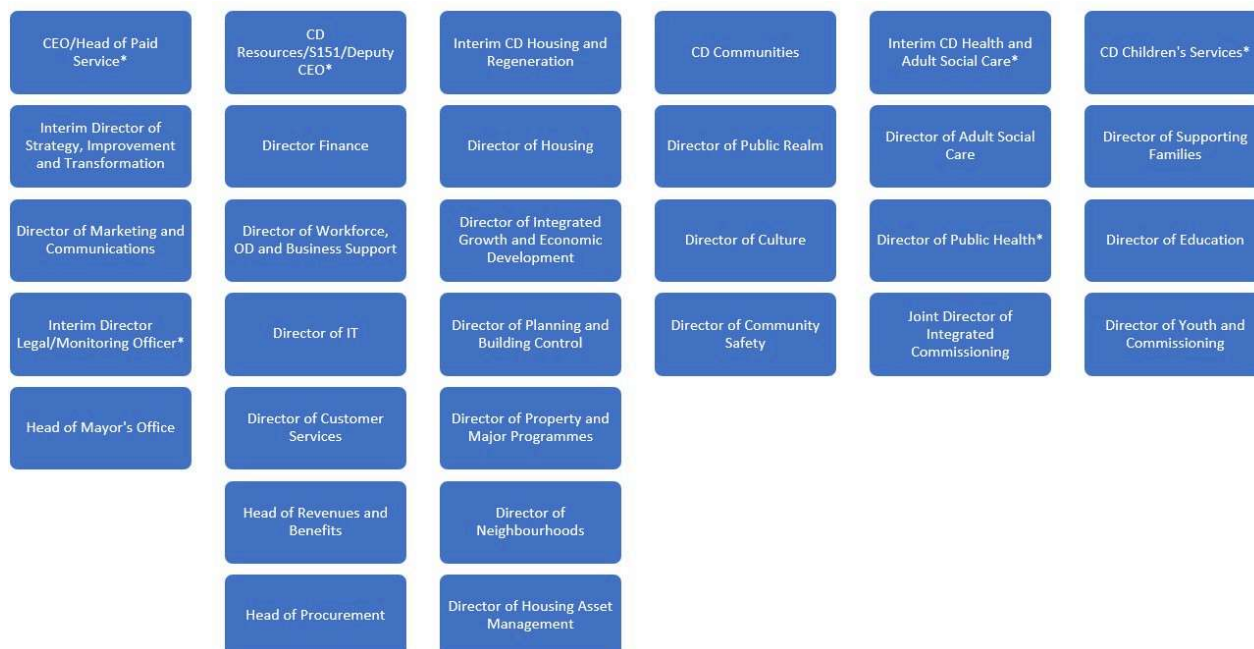 CEO/Head of Paid
Service*
CD
Resources/S151/Deputy
CEO*
Interim CD Housing and
Regeneration
CD Communities
Interim CD Health and
Adult Social Care*
CD Children's Services*
Interim Director of
Strategy, Improvement
and Transformation
Director Finance
Director of Housing
Director of Public Realm
Director of Adult Social
Care
Director of Supporting
Families
Director of Marketing and
Communications
Director of Workforce,
OD and Business Support
Director of Integrated
Growth and Economic
Development
Director of Culture
Director of Public Health*
Director of Education
Interim Director
Legal/Monitoring Officer*
Director of IT
Director of Planning and
Building Control
Director of Community
Safety
Joint Director of
Integrated
Commissioning
Director of Youth and
Commissioning
Head of Mayor's Office
Director of Customer
Services
Director of Property and
Major Programmes
Head of Revenues and
Benefits
Director of
Neighbourhoods
Head of Procurement
Director of Housing Asset
Management